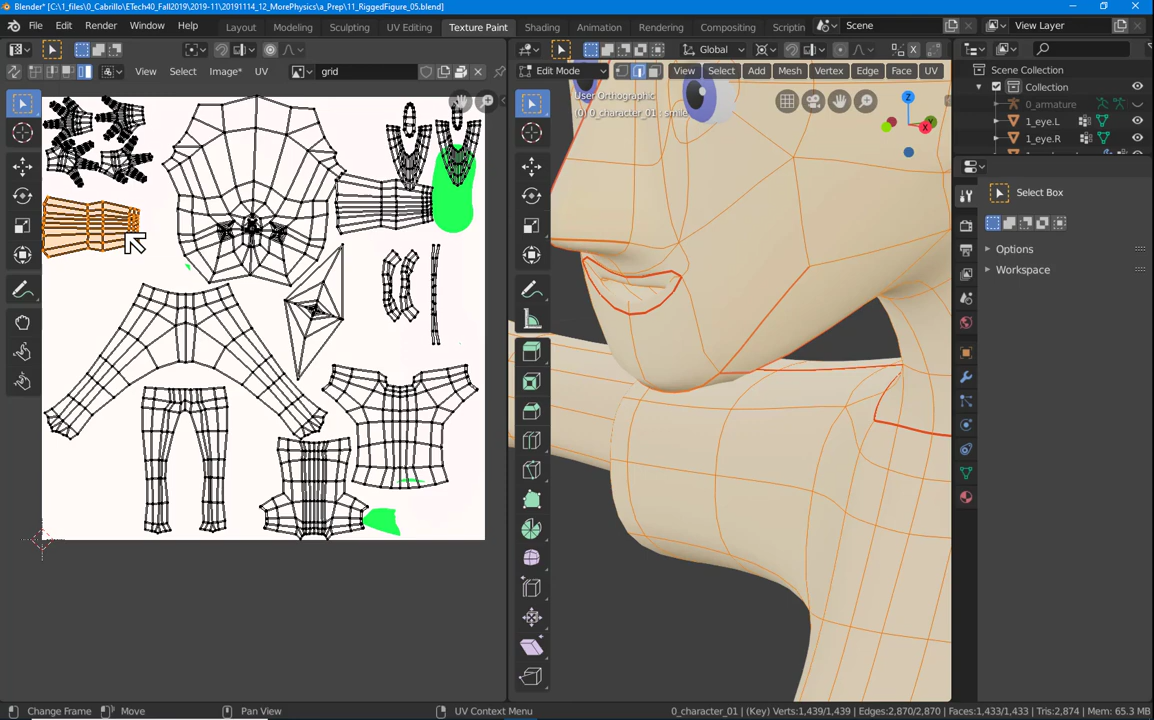 Blender* [C:\1_files\0_Cabrillo\ETech40_Fall2019\2019-11\20191114_12_MorePhysics\a_Prep\11_RiggedFigure_05.blend]
File Edit Render Window Help Layout Modeling Sculpting UV Editing Texture Paint Shading Animation Rendering Compositing Scriptin Scene View Layer
View Select Image* UV grid
Global
Edit Mode View Select Add Mesh Vertex Edge Face UV
User Orthographic
(0) 0_character_01 : smile
Z
Y
X
Scene Collection
Collection
0_armature
1_eye.L
1_eye.R
Select Box
Options
Workspace
Change Frame Move Pan View UV Context Menu 0_character_01 | (Key) Verts:1,439/1,439 | Edges:2,870/2,870 | Faces:1,433/1,433 | Tris:2,874 | Mem: 65.3 MB